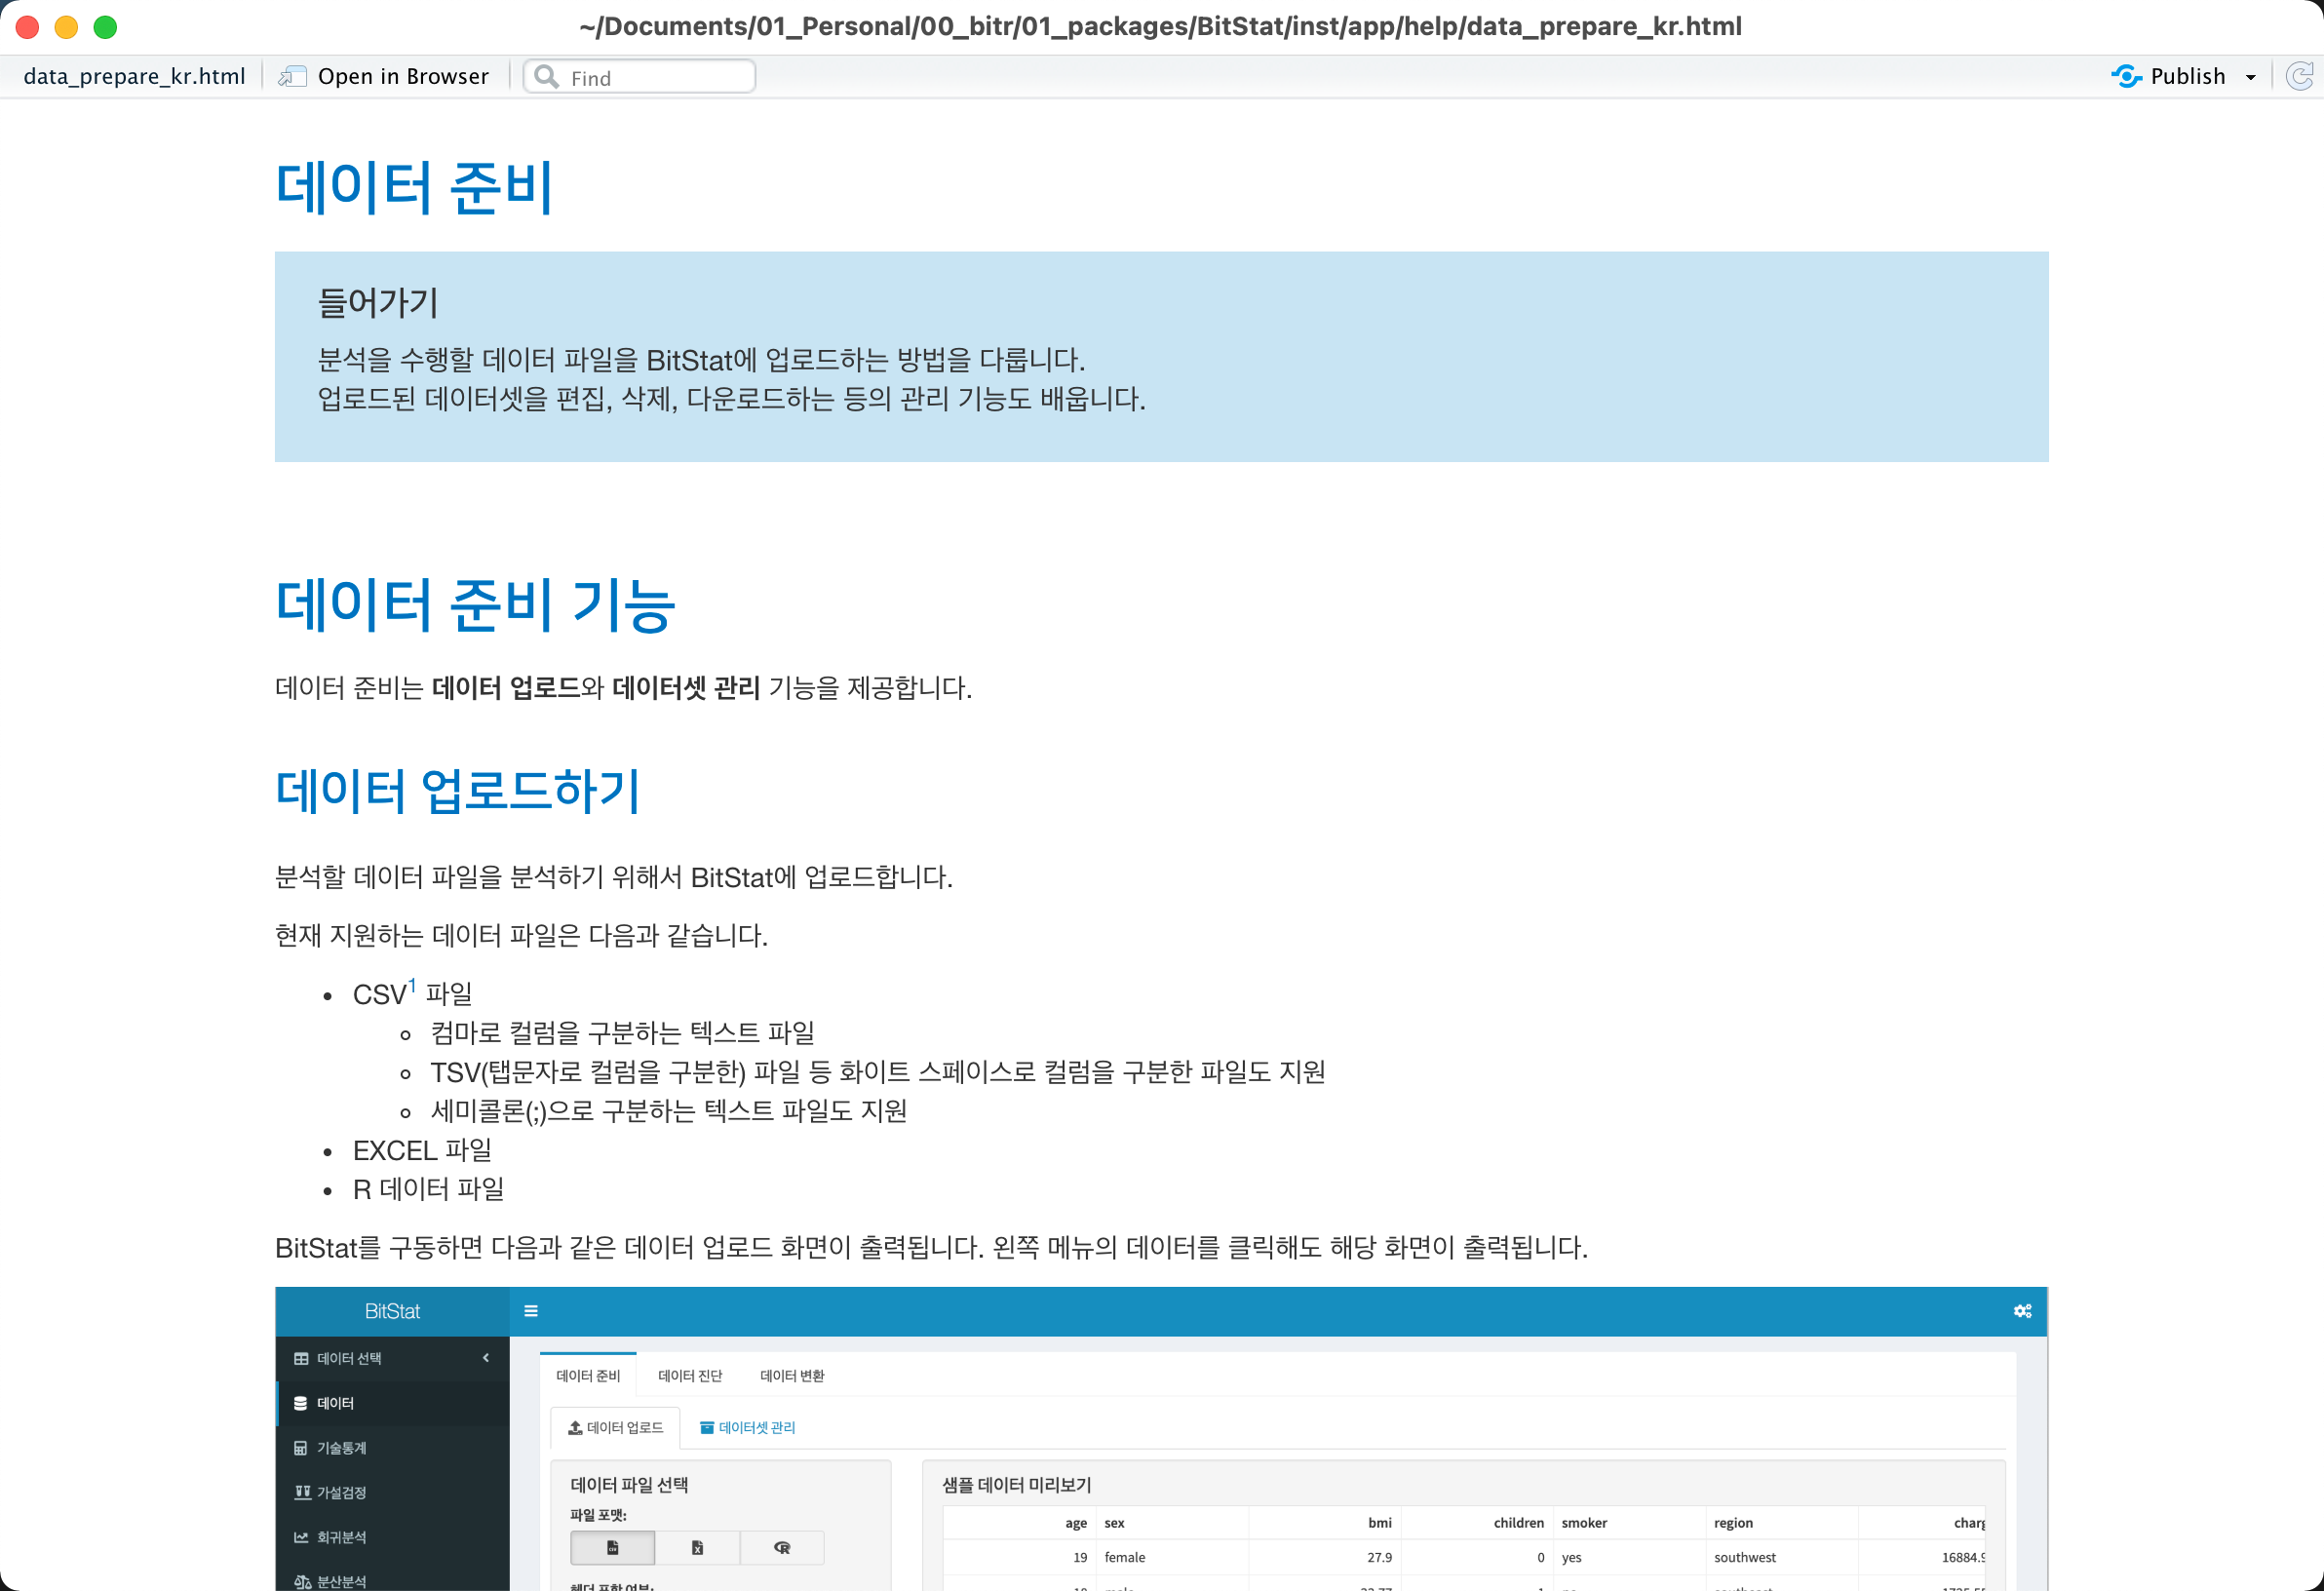 ~/Documents/01_Personal/00_bitr/01_packages/BitStat/inst/app/help/data_prepare_kr.html
data_prepare_kr.html Open in Browser Find Publish
데이터 준비
들어가기
분석을 수행할 데이터 파일을 BitStat에 업로드하는 방법을 다룹니다.
업로드된 데이터셋을 편집, 삭제, 다운로드하는 등의 관리 기능도 배웁니다.
데이터 준비 기능
데이터 준비는 데이터 업로드와 데이터셋 관리 기능을 제공합니다.
데이터 업로드하기
분석할 데이터 파일을 분석하기 위해서 BitStat에 업로드합니다.
현재 지원하는 데이터 파일은 다음과 같습니다.
CSV1 파일
컴마로 컬럼을 구분하는 텍스트 파일
TSV(탭문자로 컬럼을 구분한) 파일 등 화이트 스페이스로 컬럼을 구분한 파일도 지원
세미콜론(;)으로 구분하는 텍스트 파일도 지원
EXCEL 파일
R 데이터 파일
BitStat를 구동하면 다음과 같은 데이터 업로드 화면이 출력됩니다. 왼쪽 메뉴의 데이터를 클릭해도 해당 화면이 출력됩니다.
BitStat
데이터 선택
데이터
기술통계
가설검정
회귀분석
분산분석
데이터 준비 데이터 진단 데이터 변환
데이터 업로드 데이터셋 관리
데이터 파일 선택
파일 포맷:
샘플 데이터 미리보기
age sex bmi children smoker region
19 female 27.9 0 yes southwest